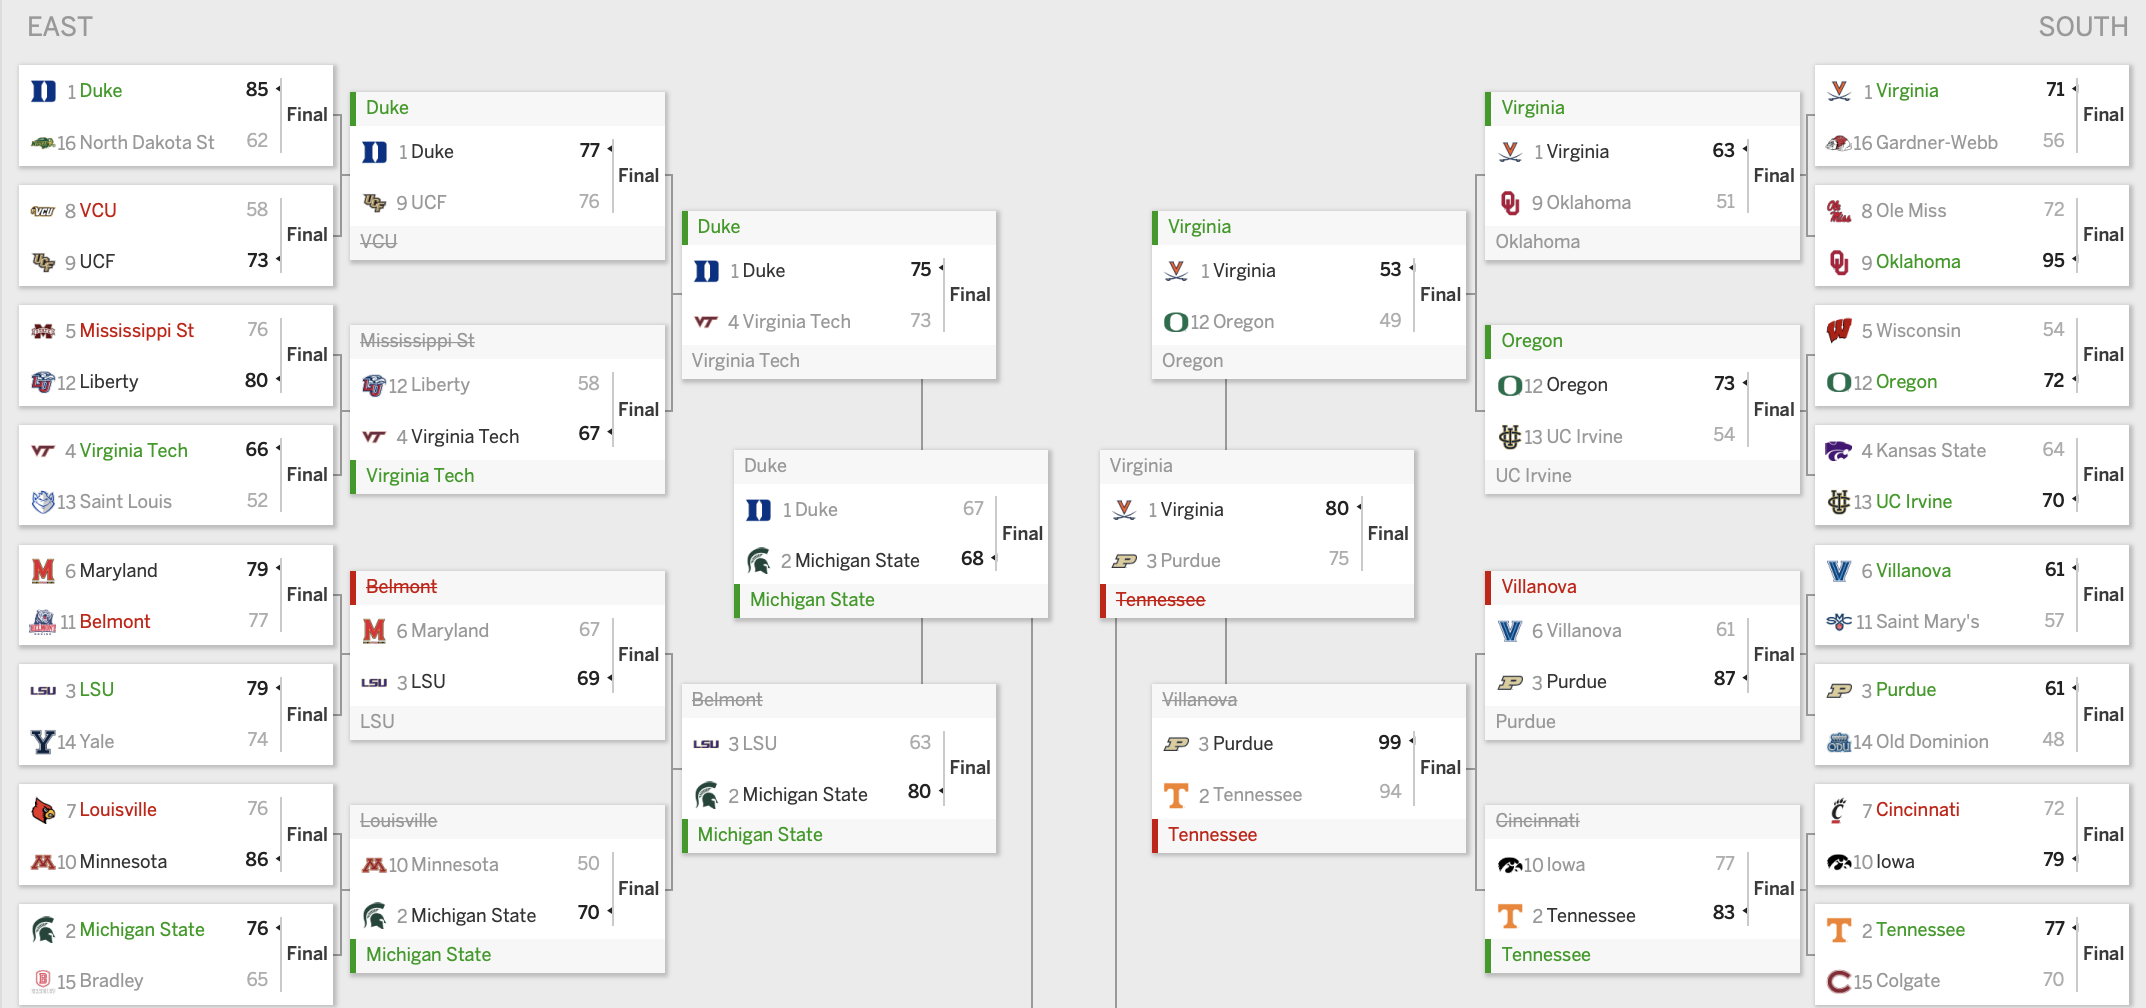 EAST
SOUTH
1 Duke 85
16 North Dakota St 62
Final
8 VCU 58
9 UCF 73
Final
5 Mississippi St 76
12 Liberty 80
Final
4 Virginia Tech 66
13 Saint Louis 52
Final
6 Maryland 79
11 Belmont 77
Final
3 LSU 79
14 Yale 74
Final
7 Louisville 76
10 Minnesota 86
Final
2 Michigan State 76
15 Bradley 65
Final
Duke
1 Duke 77
9 UCF 76
Final
VCU
Mississippi St
12 Liberty 58
4 Virginia Tech 67
Final
Virginia Tech
Belmont
6 Maryland 67
3 LSU 69
Final
LSU
Louisville
10 Minnesota 50
2 Michigan State 70
Final
Michigan State
Duke
1 Duke 75
4 Virginia Tech 73
Final
Virginia Tech
Belmont
3 LSU 63
2 Michigan State 80
Final
Michigan State
Duke
1 Duke 67
2 Michigan State 68
Final
Michigan State
Virginia
1 Virginia 80
3 Purdue 75
Final
Tennessee
Virginia
1 Virginia 53
12 Oregon 49
Final
Oregon
Villanova
3 Purdue 99
2 Tennessee 94
Final
Tennessee
Virginia
1 Virginia 63
9 Oklahoma 51
Final
Oklahoma
Oregon
12 Oregon 73
13 UC Irvine 54
Final
UC Irvine
Villanova
6 Villanova 61
3 Purdue 87
Final
Purdue
Cincinnati
10 Iowa 77
2 Tennessee 83
Final
Tennessee
1 Virginia 71
16 Gardner-Webb 56
Final
8 Ole Miss 72
9 Oklahoma 95
Final
5 Wisconsin 54
12 Oregon 72
Final
4 Kansas State 64
13 UC Irvine 70
Final
6 Villanova 61
11 Saint Mary's 57
Final
3 Purdue 61
14 Old Dominion 48
Final
7 Cincinnati 72
10 Iowa 79
Final
2 Tennessee 77
15 Colgate 70
Final